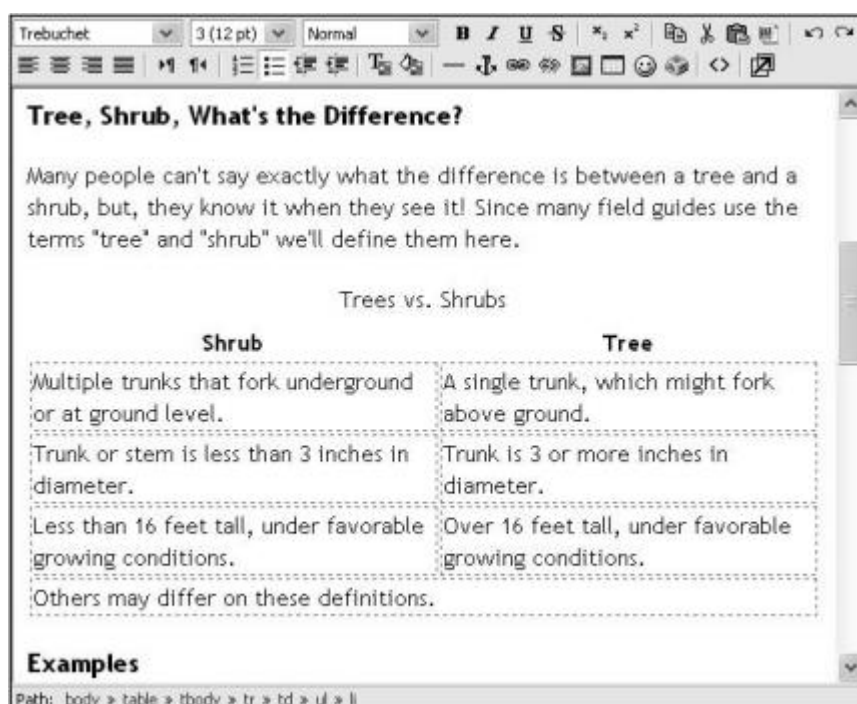 Trebuchet 3 (12 pt) Normal B I U S x₂ x²
Tree, Shrub, What's the Difference?
Many people can't say exactly what the difference is between a tree and a
shrub, but, they know it when they see it! Since many field guides use the
terms "tree" and "shrub" we'll define them here.
Trees vs. Shrubs
Shrub Tree
Multiple trunks that fork underground
or at ground level.
A single trunk, which might fork
above ground.
Trunk or stem is less than 3 inches in
diameter.
Trunk is 3 or more inches in
diameter.
Less than 16 feet tall, under favorable
growing conditions.
Over 16 feet tall, under favorable
growing conditions.
Others may differ on these definitions.
Examples
Path: body » table » tbody » tr » td » ul » li